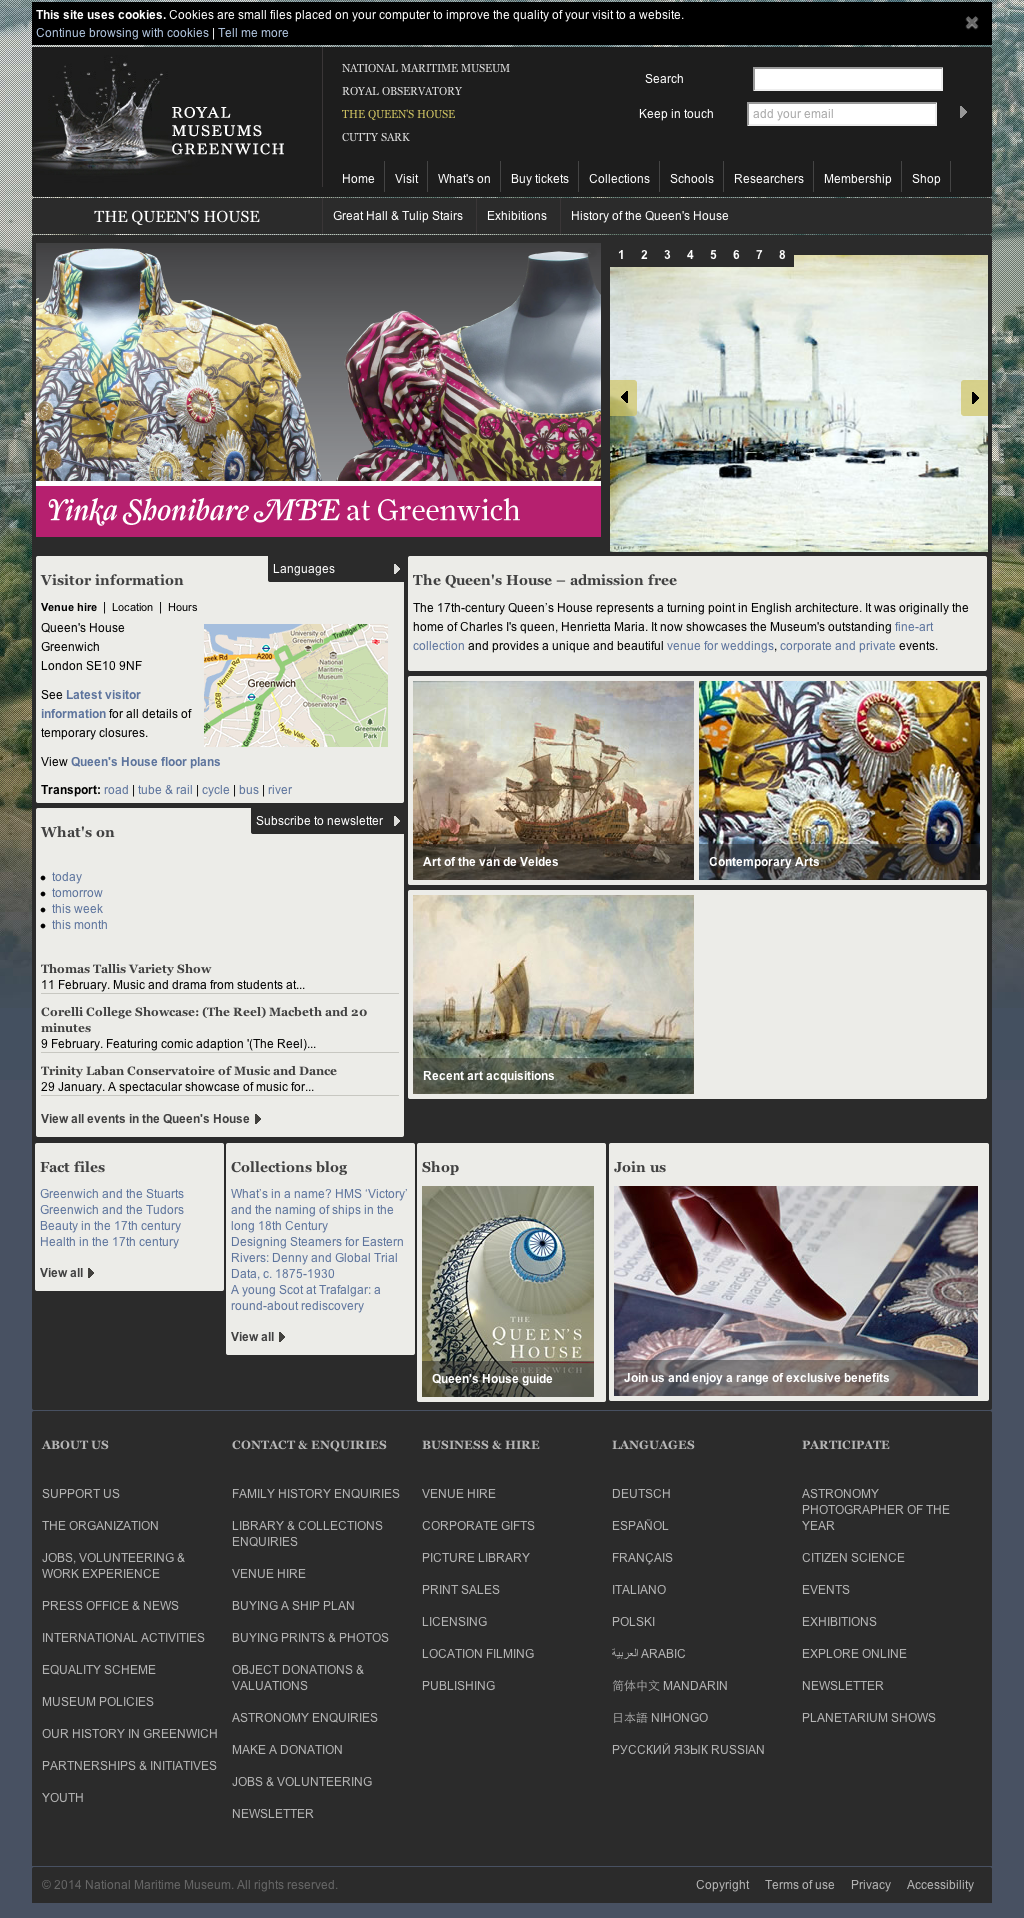 This site uses cookies. Cookies are small files placed on your computer to improve the quality of your visit to a website.
Continue browsing with cookies | Tell me more
ROYAL
MUSEUMS
GREENWICH
NATIONAL MARITIME MUSEUM
ROYAL OBSERVATORY
THE QUEEN'S HOUSE
CUTTY SARK
Search
Keep in touch
add your email
Home
Visit
What's on
Buy tickets
Collections
Schools
Researchers
Membership
Shop
THE QUEEN'S HOUSE
Great Hall & Tulip Stairs
Exhibitions
History of the Queen's House
1 2 3 4 5 6 7 8
Yinka Shonibare MBE at Greenwich
Visitor information
Languages
Venue hire | Location | Hours
Queen's House
Greenwich
London SE10 9NF
See Latest visitor
information for all details of
temporary closures.
View Queen's House floor plans
Transport: road | tube & rail | cycle | bus | river
University of
Greenwich
Trafalgar Rd
reek Rd
A200
Norman Rd
National
Maritime
Museum
Greenwich
B208
Royal
Observatory
Greenwich S St
Hyde Vale
Greenwich
Park
The Queen's House – admission free
The 17th-century Queen's House represents a turning point in English architecture. It was originally the
home of Charles I's queen, Henrietta Maria. It now showcases the Museum's outstanding fine-art
collection and provides a unique and beautiful venue for weddings, corporate and private events.
Art of the van de Veldes
Contemporary Arts
Recent art acquisitions
What's on
Subscribe to newsletter
today
tomorrow
this week
this month
Thomas Tallis Variety Show
11 February. Music and drama from students at...
Corelli College Showcase: (The Reel) Macbeth and 20
minutes
9 February. Featuring comic adaption '(The Reel)...
Trinity Laban Conservatoire of Music and Dance
29 January. A spectacular showcase of music for...
View all events in the Queen's House
Fact files
Greenwich and the Stuarts
Greenwich and the Tudors
Beauty in the 17th century
Health in the 17th century
View all
Collections blog
What's in a name? HMS 'Victory'
and the naming of ships in the
long 18th Century
Designing Steamers for Eastern
Rivers: Denny and Global Trial
Data, c. 1875-1930
A young Scot at Trafalgar: a
round-about rediscovery
View all
Shop
THE
QUEEN'S
HOUSE
GREENWICH
Queen's House guide
Join us
Join us and enjoy a range of exclusive benefits
ABOUT US
SUPPORT US
THE ORGANIZATION
JOBS, VOLUNTEERING &
WORK EXPERIENCE
PRESS OFFICE & NEWS
INTERNATIONAL ACTIVITIES
EQUALITY SCHEME
MUSEUM POLICIES
OUR HISTORY IN GREENWICH
PARTNERSHIPS & INITIATIVES
YOUTH
CONTACT & ENQUIRIES
FAMILY HISTORY ENQUIRIES
LIBRARY & COLLECTIONS
ENQUIRIES
VENUE HIRE
BUYING A SHIP PLAN
BUYING PRINTS & PHOTOS
OBJECT DONATIONS &
VALUATIONS
ASTRONOMY ENQUIRIES
MAKE A DONATION
JOBS & VOLUNTEERING
NEWSLETTER
BUSINESS & HIRE
VENUE HIRE
CORPORATE GIFTS
PICTURE LIBRARY
PRINT SALES
LICENSING
LOCATION FILMING
PUBLISHING
LANGUAGES
DEUTSCH
ESPAÑOL
FRANÇAIS
ITALIANO
POLSKI
العربية ARABIC
简体中文 MANDARIN
日本語 NIHONGO
РУССКИЙ ЯЗЫК RUSSIAN
PARTICIPATE
ASTRONOMY
PHOTOGRAPHER OF THE
YEAR
CITIZEN SCIENCE
EVENTS
EXHIBITIONS
EXPLORE ONLINE
NEWSLETTER
PLANETARIUM SHOWS
© 2014 National Maritime Museum. All rights reserved.
Copyright
Terms of use
Privacy
Accessibility